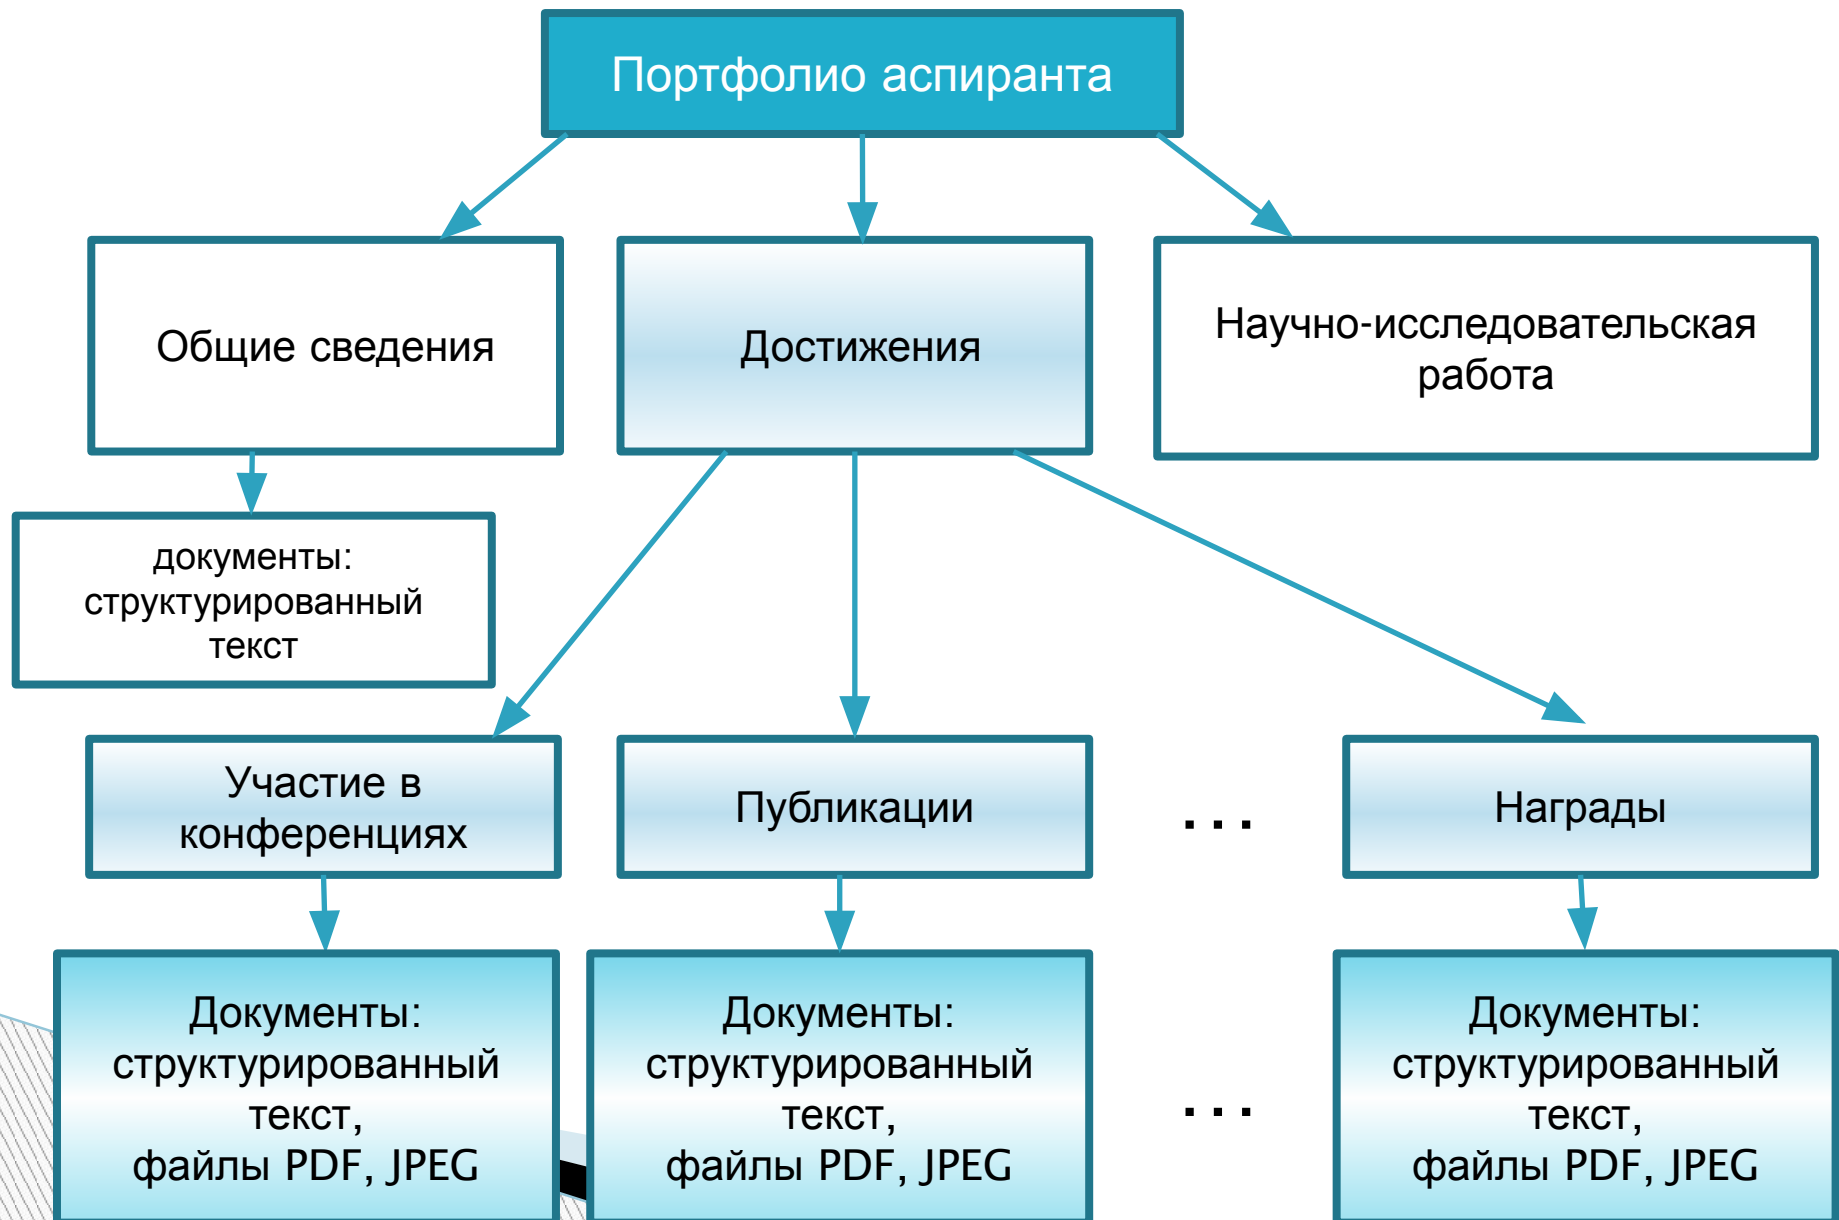 Портфолио аспиранта
Общие сведения
Достижения
Научно-исследовательская
работа
документы:
структурированный
текст
Участие в
конференциях
Публикации
...
Награды
Документы:
структурированный
текст,
файлы PDF, JPEG
Документы:
структурированный
текст,
файлы PDF, JPEG
...
Документы:
структурированный
текст,
файлы PDF, JPEG